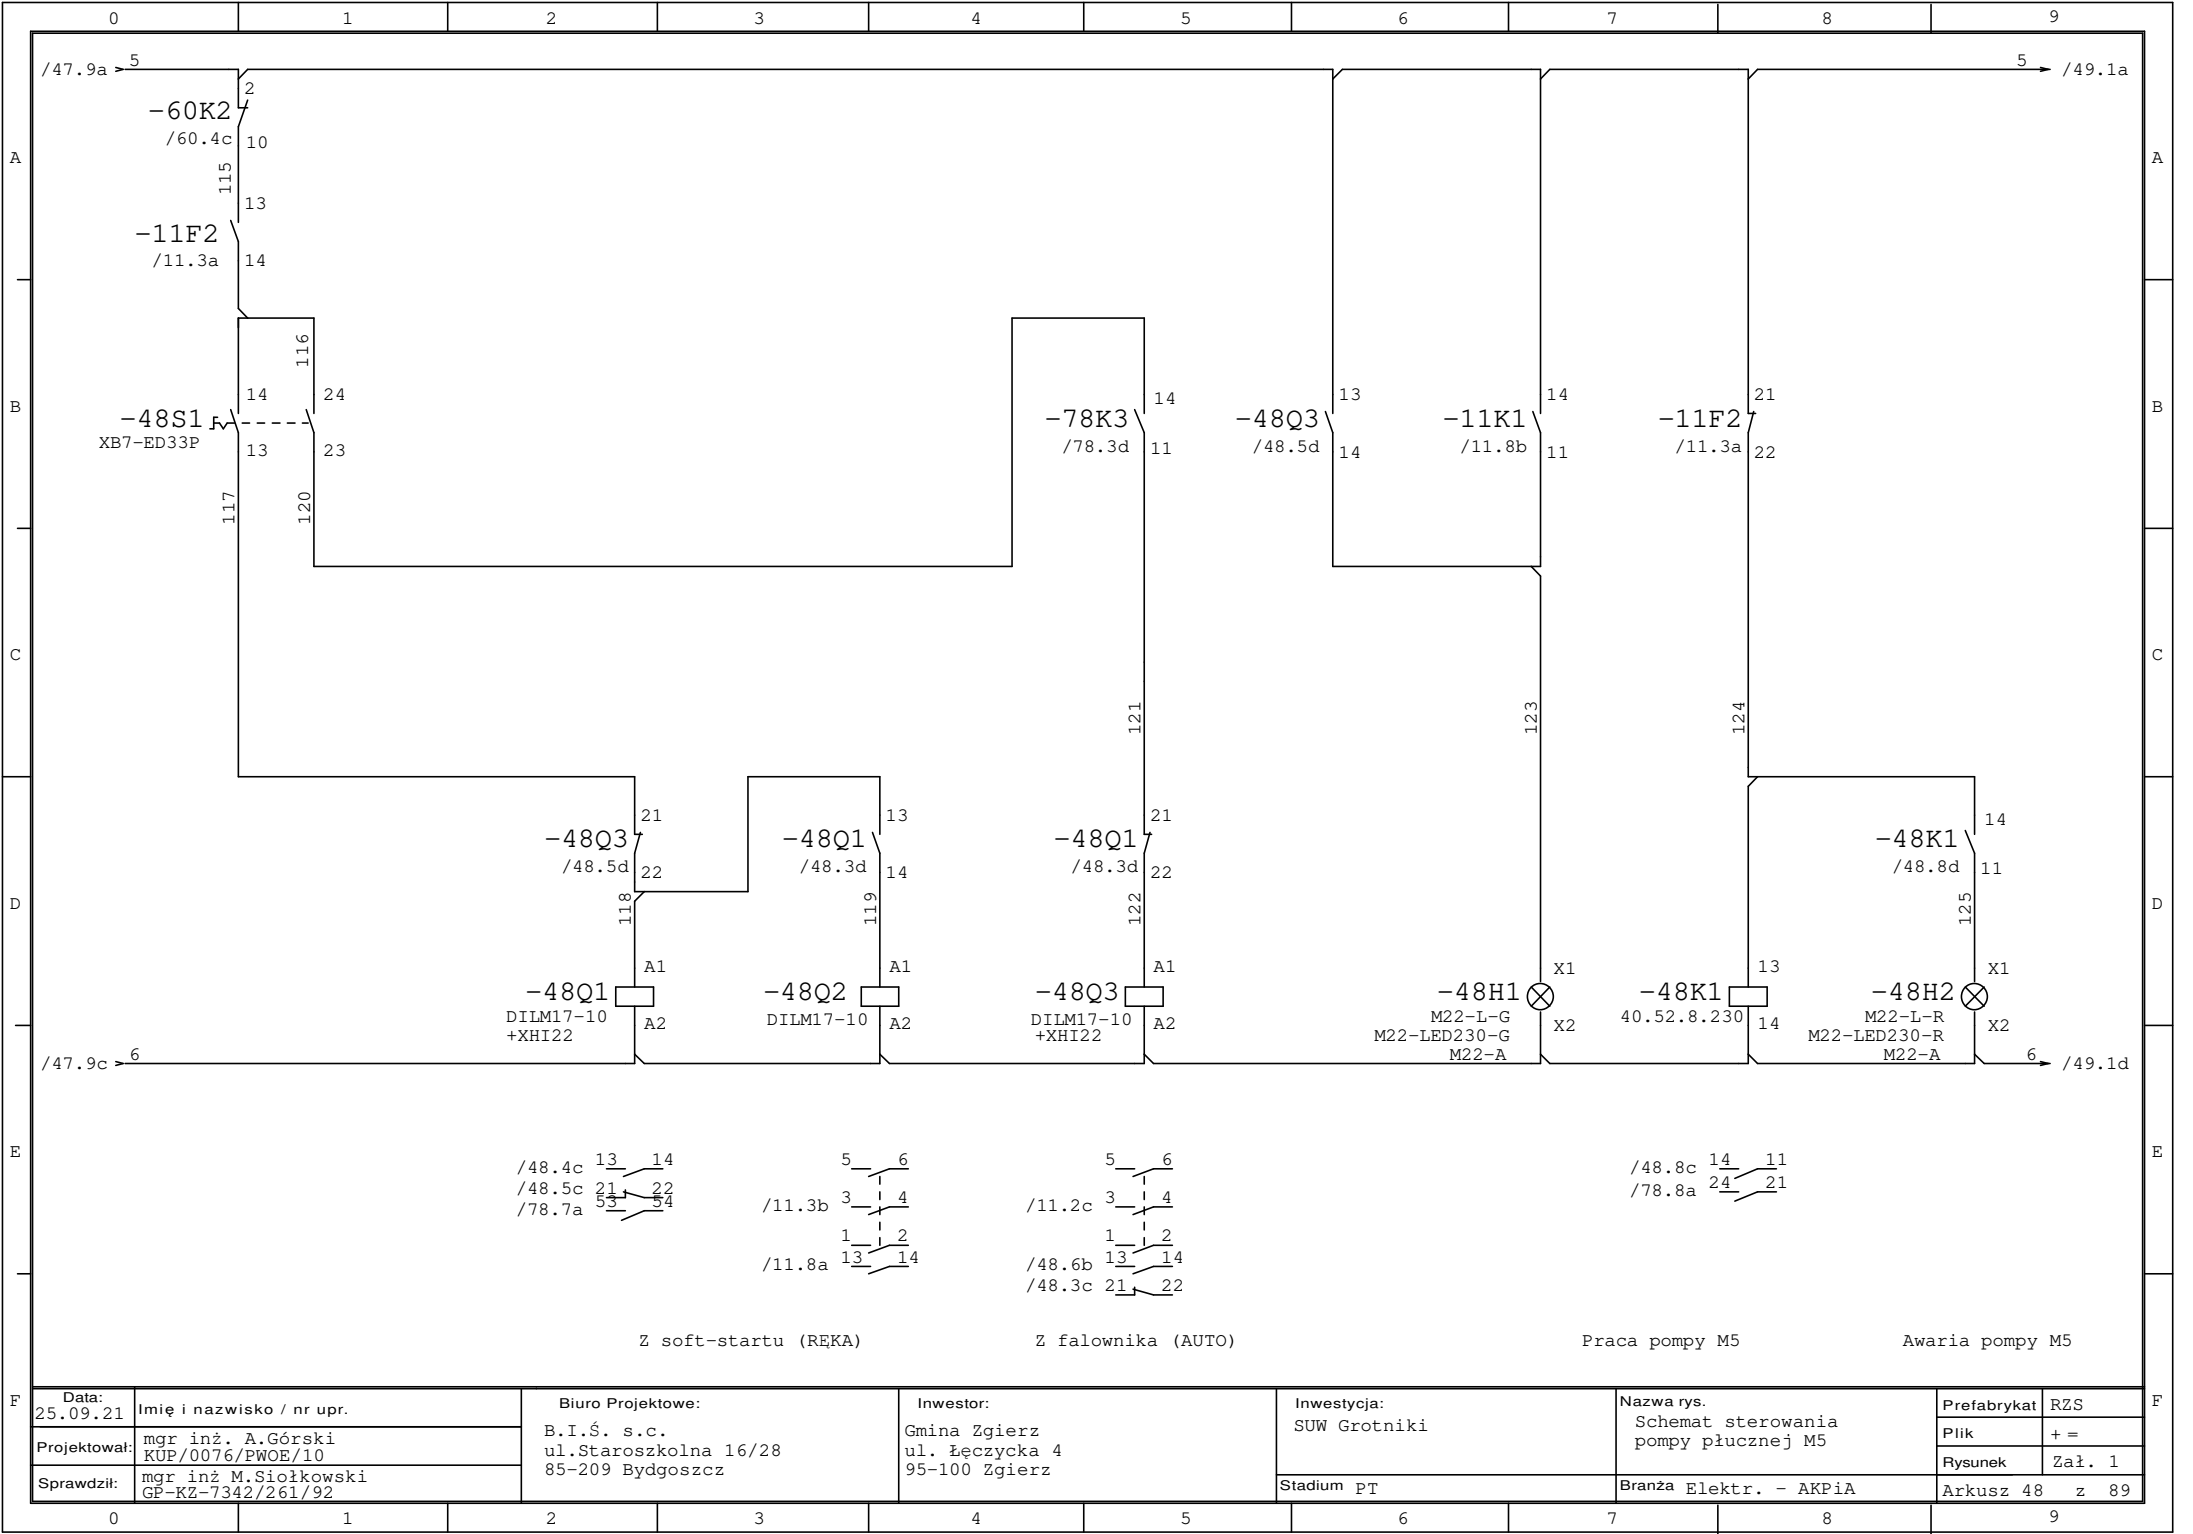 0 1 2 3 4 5 6 7 8 9
/47.9a 5
5 /49.1a
2
-60K2
/60.4c 10
115
A A
13
-11F2
/11.3a 14
116
14 24
-48S1
XB7-ED33P
13 23
117 120
B B
14
-78K3
/78.3d 11
13
-48Q3
/48.5d 14
14
-11K1
/11.8b 11
21
-11F2
/11.3a 22
C C
121 123 124
21
-48Q3
/48.5d 22
118
13
-48Q1
/48.3d 14
119
21
-48Q1
/48.3d 22
122
14
-48K1
/48.8d 11
125
D D
A1
-48Q1
DILM17-10
+XHI22
A2
A1
-48Q2
DILM17-10
A2
A1
-48Q3
DILM17-10
+XHI22
A2
X1
-48H1
M22-L-G
M22-LED230-G
M22-A
X2
13
-48K1
40.52.8.230
14
X1
-48H2
M22-L-R
M22-LED230-R
M22-A
X2
/47.9c 6
6 /49.1d
E E
/48.4c 13 14
/48.5c 21 22
/78.7a 53 54
5 6
/11.3b 3 4
1 2
/11.8a 13 14
5 6
/11.2c 3 4
1 2
/48.6b 13 14
/48.3c 21 22
/48.8c 14 11
/78.8a 24 21
Z soft-startu (RĘKA)
Z falownika (AUTO)
Praca pompy M5
Awaria pompy M5
F F
Data:
25.09.21
Imię i nazwisko / nr upr.
Projektował:
mgr inż. A.Górski
KUP/0076/PWOE/10
Sprawdził:
mgr inż M.Siołkowski
GP-KZ-7342/261/92
Biuro Projektowe:
B.I.Ś. s.c.
ul.Staroszkolna 16/28
85-209 Bydgoszcz
Inwestor:
Gmina Zgierz
ul. Łęczycka 4
95-100 Zgierz
Inwestycja:
SUW Grotniki
Stadium PT
Nazwa rys.
Schemat sterowania
pompy płucznej M5
Branża Elektr. - AKPiA
Prefabrykat RZS
Plik + =
Rysunek Zał. 1
Arkusz 48 z 89
0 1 2 3 4 5 6 7 8 9